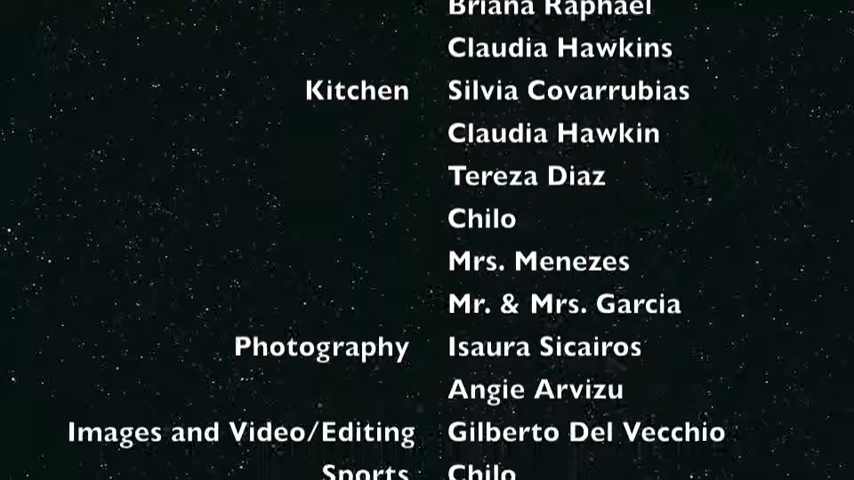 Briana Raphael
Claudia Hawkins
Kitchen Silvia Covarrubias
Claudia Hawkin
Tereza Diaz
Chilo
Mrs. Menezes
Mr. & Mrs. Garcia
Photography Isaura Sicairos
Angie Arvizu
Images and Video/Editing Gilberto Del Vecchio
Sports Chilo